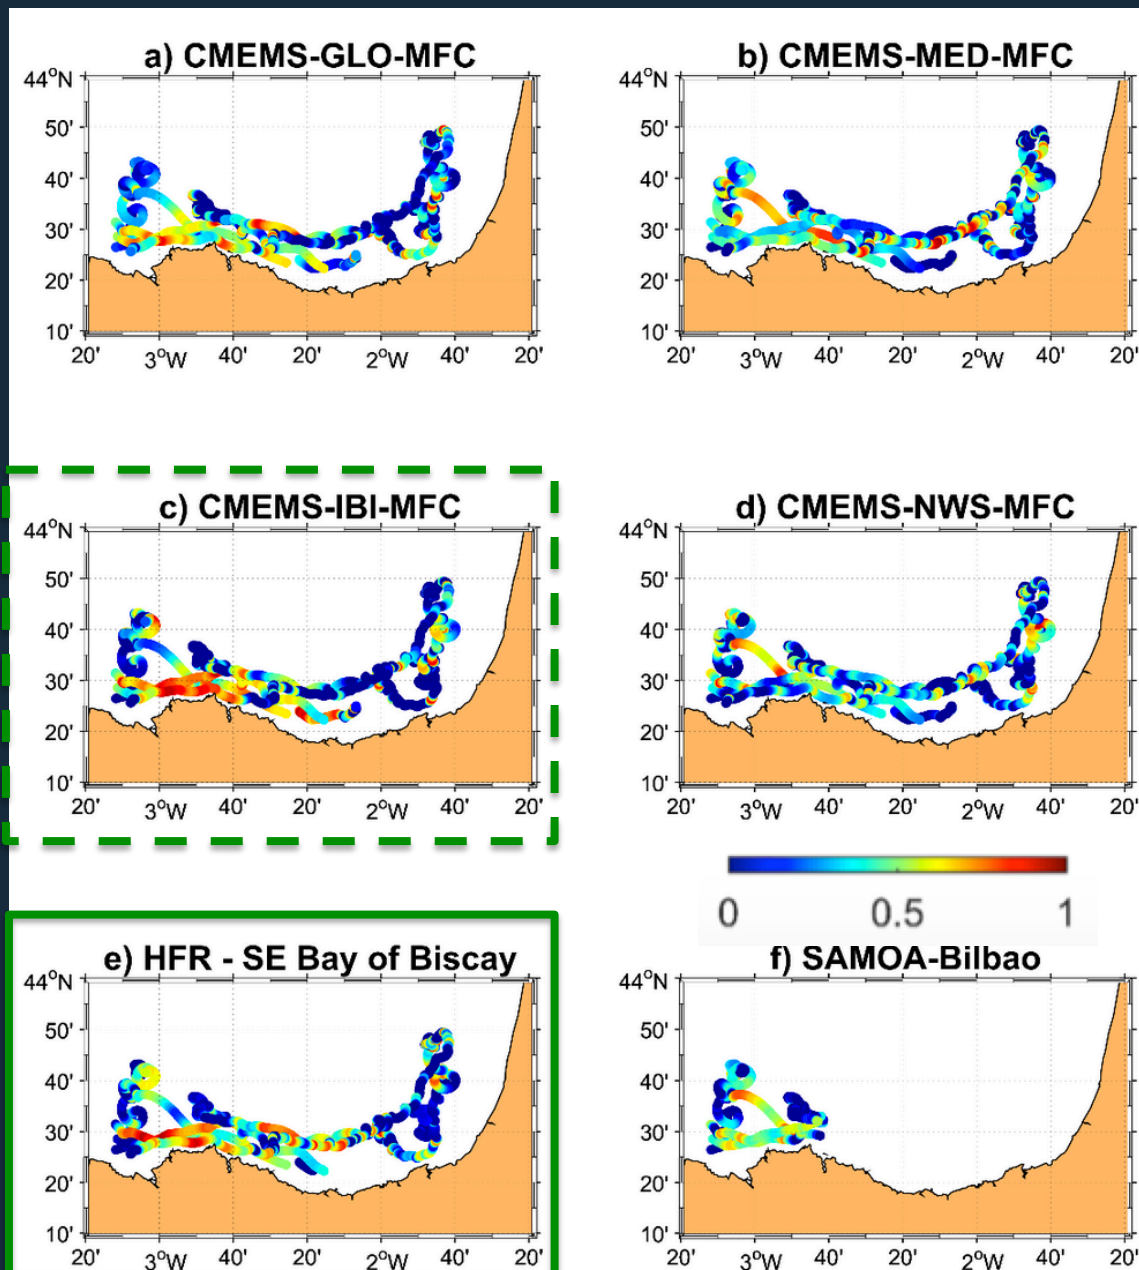 a) CMEMS-GLO-MFC
44°N
50'
40'
30'
20'
10'
20' 3°W 40' 20' 2°W 40' 20'
b) CMEMS-MED-MFC
44°N
50'
40'
30'
20'
10'
20' 3°W 40' 20' 2°W 40' 20'
c) CMEMS-IBI-MFC
44°N
50'
40'
30'
20'
10'
20' 3°W 40' 20' 2°W 40' 20'
d) CMEMS-NWS-MFC
44°N
50'
40'
30'
20'
10'
20' 3°W 40' 20' 2°W 40' 20'
0 0.5 1
e) HFR - SE Bay of Biscay
44°N
50'
40'
30'
20'
10'
20' 3°W 40' 20' 2°W 40' 20'
f) SAMOA-Bilbao
44°N
50'
40'
30'
20'
10'
20' 3°W 40' 20' 2°W 40' 20'